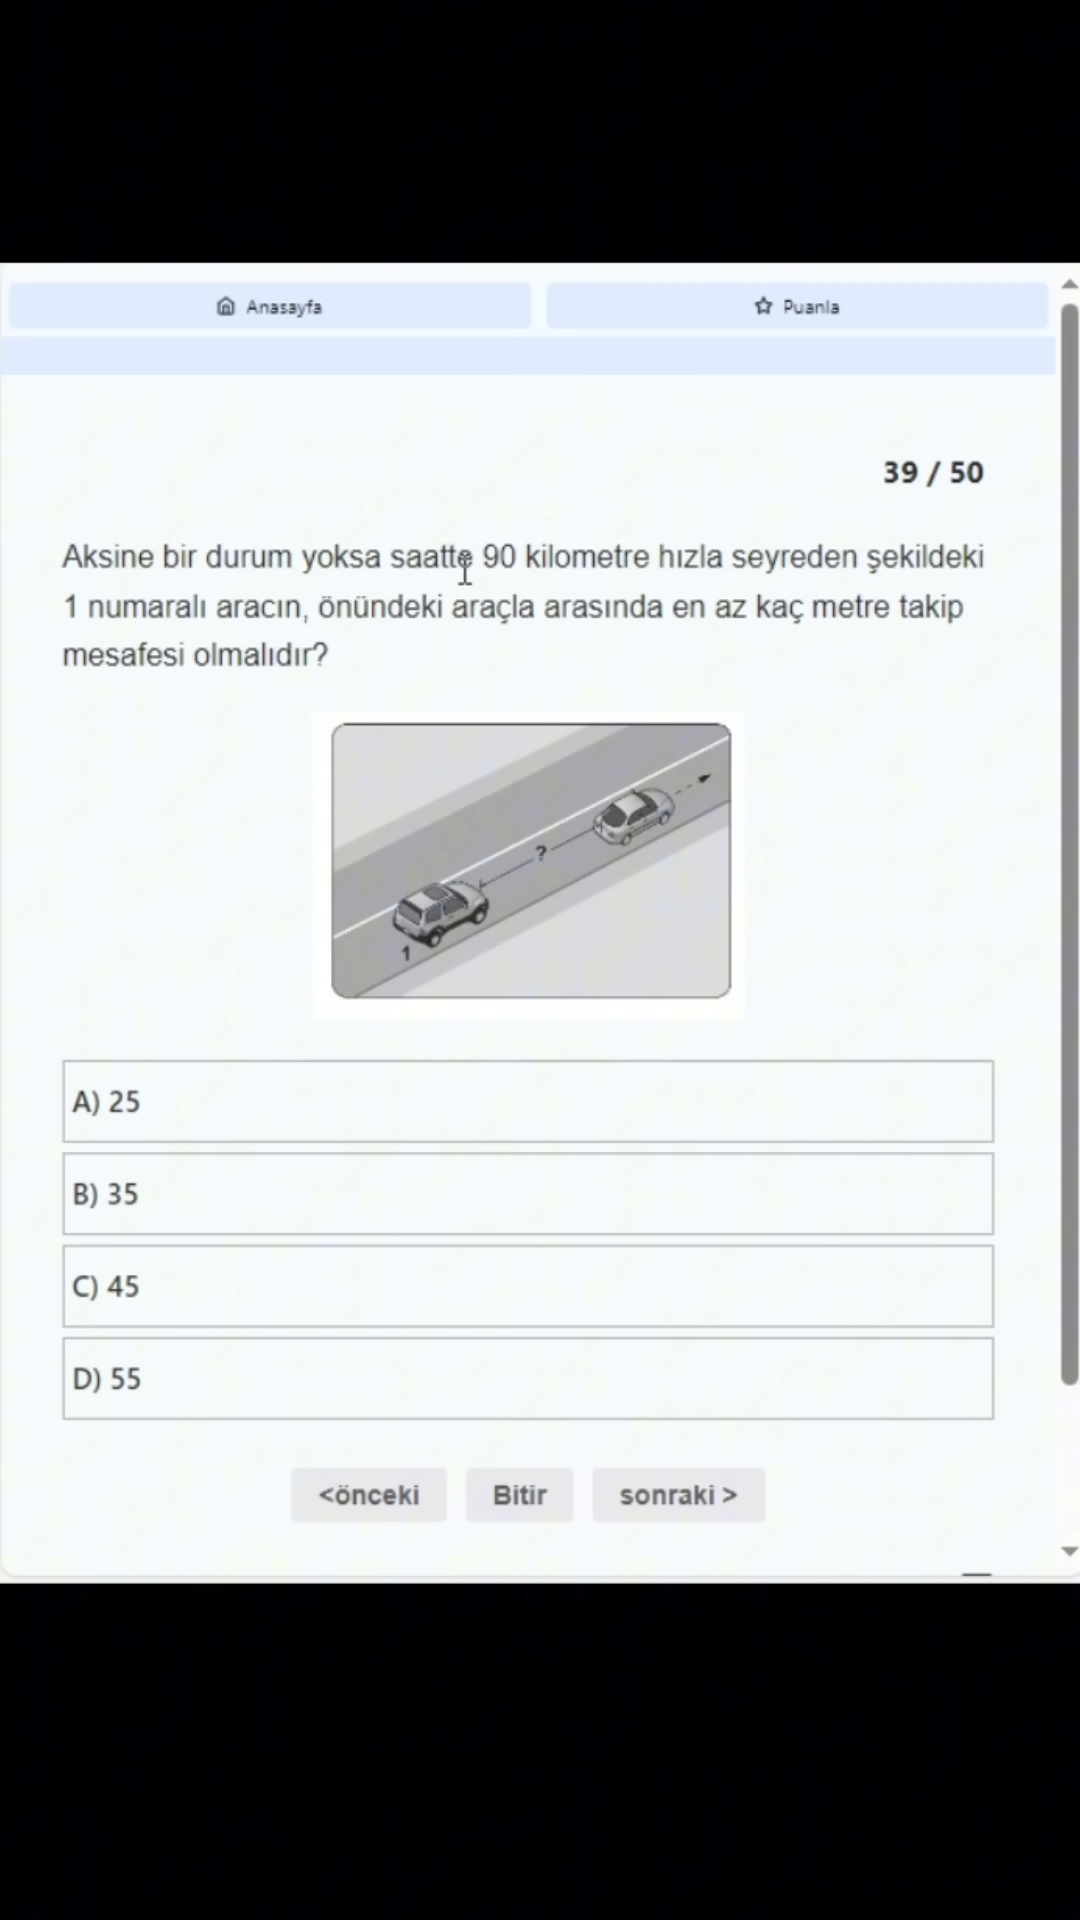 Anasayfa
Puanla
39 / 50
Aksine bir durum yoksa saatte 90 kilometre hızla seyreden şekildeki
1 numaralı aracın, önündeki araçla arasında en az kaç metre takip
mesafesi olmalıdır?
?
1
A) 25
B) 35
C) 45
D) 55
<önceki
Bitir
sonraki >